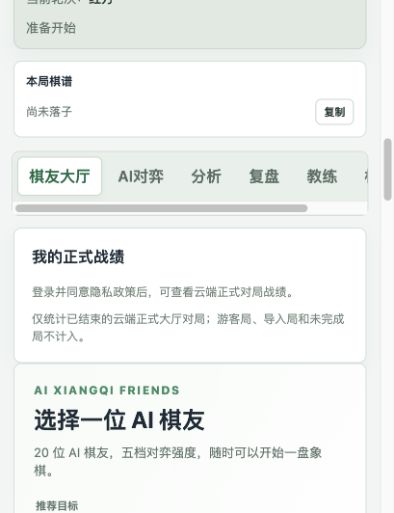 准备开始
本局棋谱
尚未落子
复制
棋友大厅 AI对弈 分析 复盘 教练
我的正式战绩
登录并同意隐私政策后，可查看云端正式对局战绩。
仅统计已结束的云端正式大厅对局；游客局、导入局和未完成
局不计入。
AI XIANGQI FRIENDS
选择一位 AI 棋友
20 位 AI 棋友，五档对弈强度，随时可以开始一盘象
棋。
推荐目标